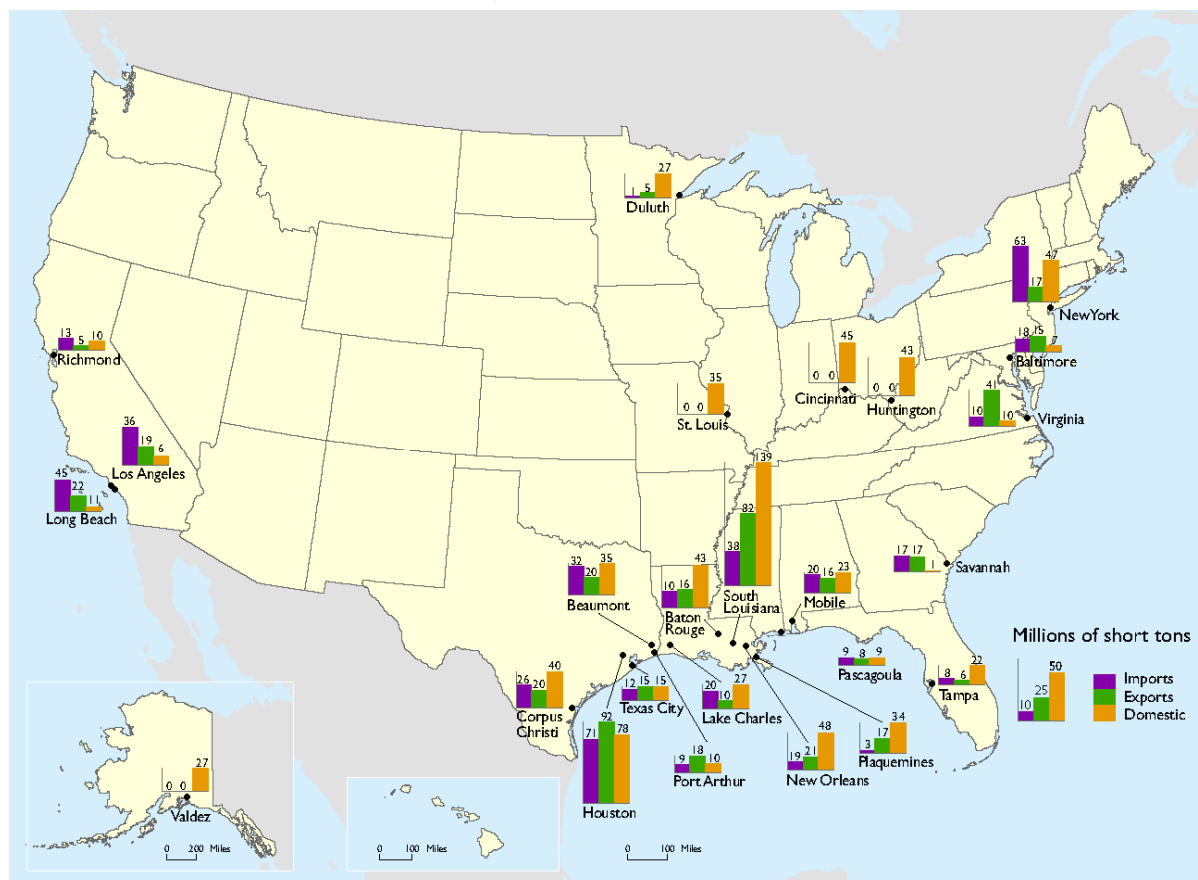 1 5 27
Duluth
63 17 47
NewYork
18 15 7
Baltimore
10 41 10
Virginia
0 0 45
Cincinnati
0 0 43
Huntington
0 0 35
St. Louis
13 5 10
Richmond
36 19 6
Los Angeles
45 22 11
Long Beach
38 82 139
South
Louisiana
32 20 35
Beaumont
10 16 43
Baton
Rouge
20 16 23
Mobile
17 17 1
Savannah
9 8 9
Pascagoula
8 6 22
Tampa
26 20 40
Corpus
Christi
12 15 15
Texas City
20 10 27
Lake Charles
71 92 78
Houston
9 18 10
Port Arthur
19 21 48
New Orleans
3 17 34
Plaquemines
Millions of short tons
10 25 50
Imports
Exports
Domestic
0 0 27
Valdez
0 200 Miles
0 100 Miles
0 100 Miles